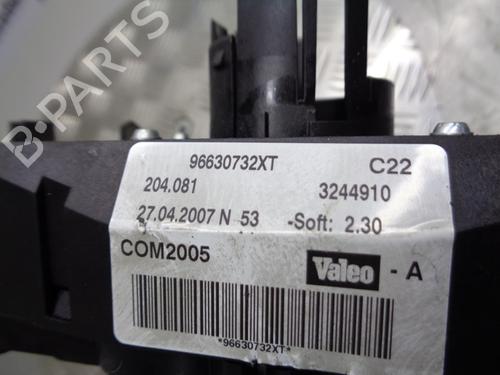 B-PARTS
96630732XT C22
204.081 3244910
27.04.2007 N 53 -Soft: 2.30
COM2005 Valeo - A
*96630732XT*